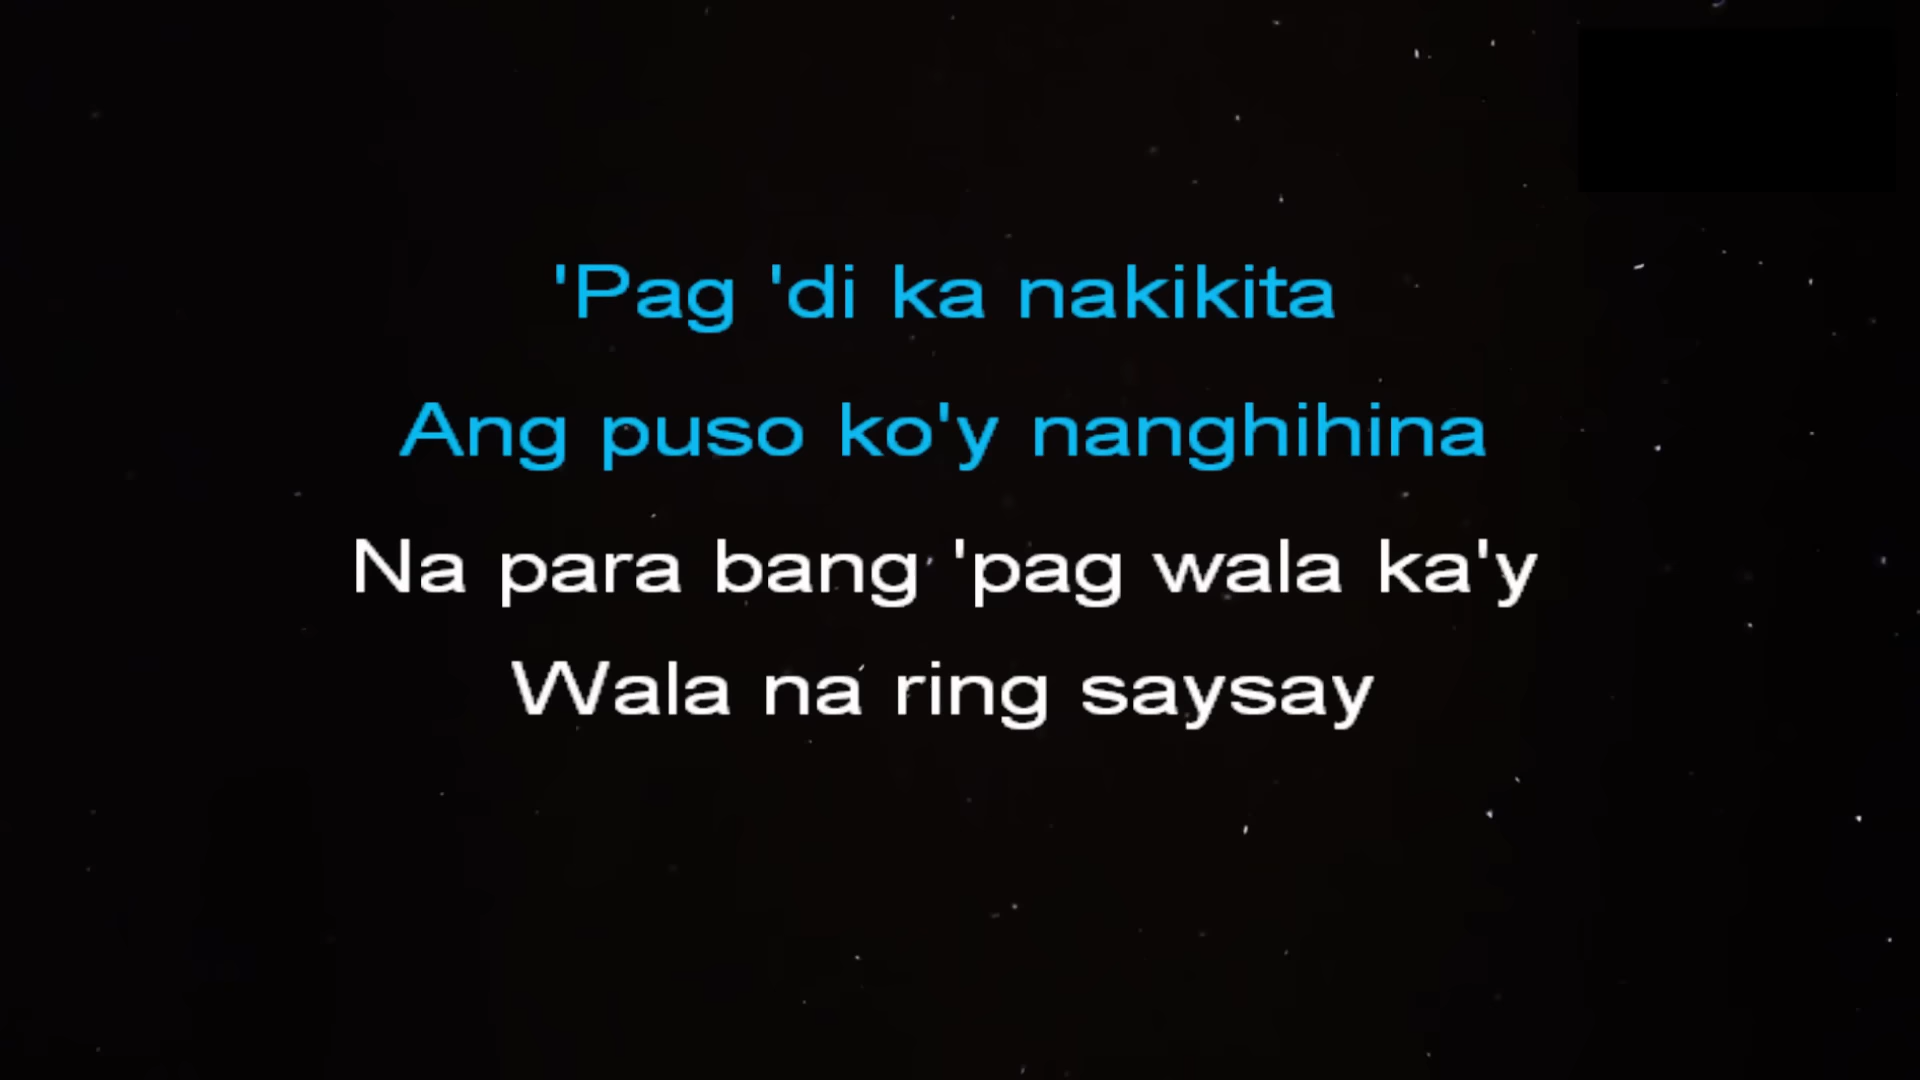 'Pag 'di ka nakikita
Ang puso ko'y nanghihina
Na para bang 'pag wala ka'y
Wala na ring saysay